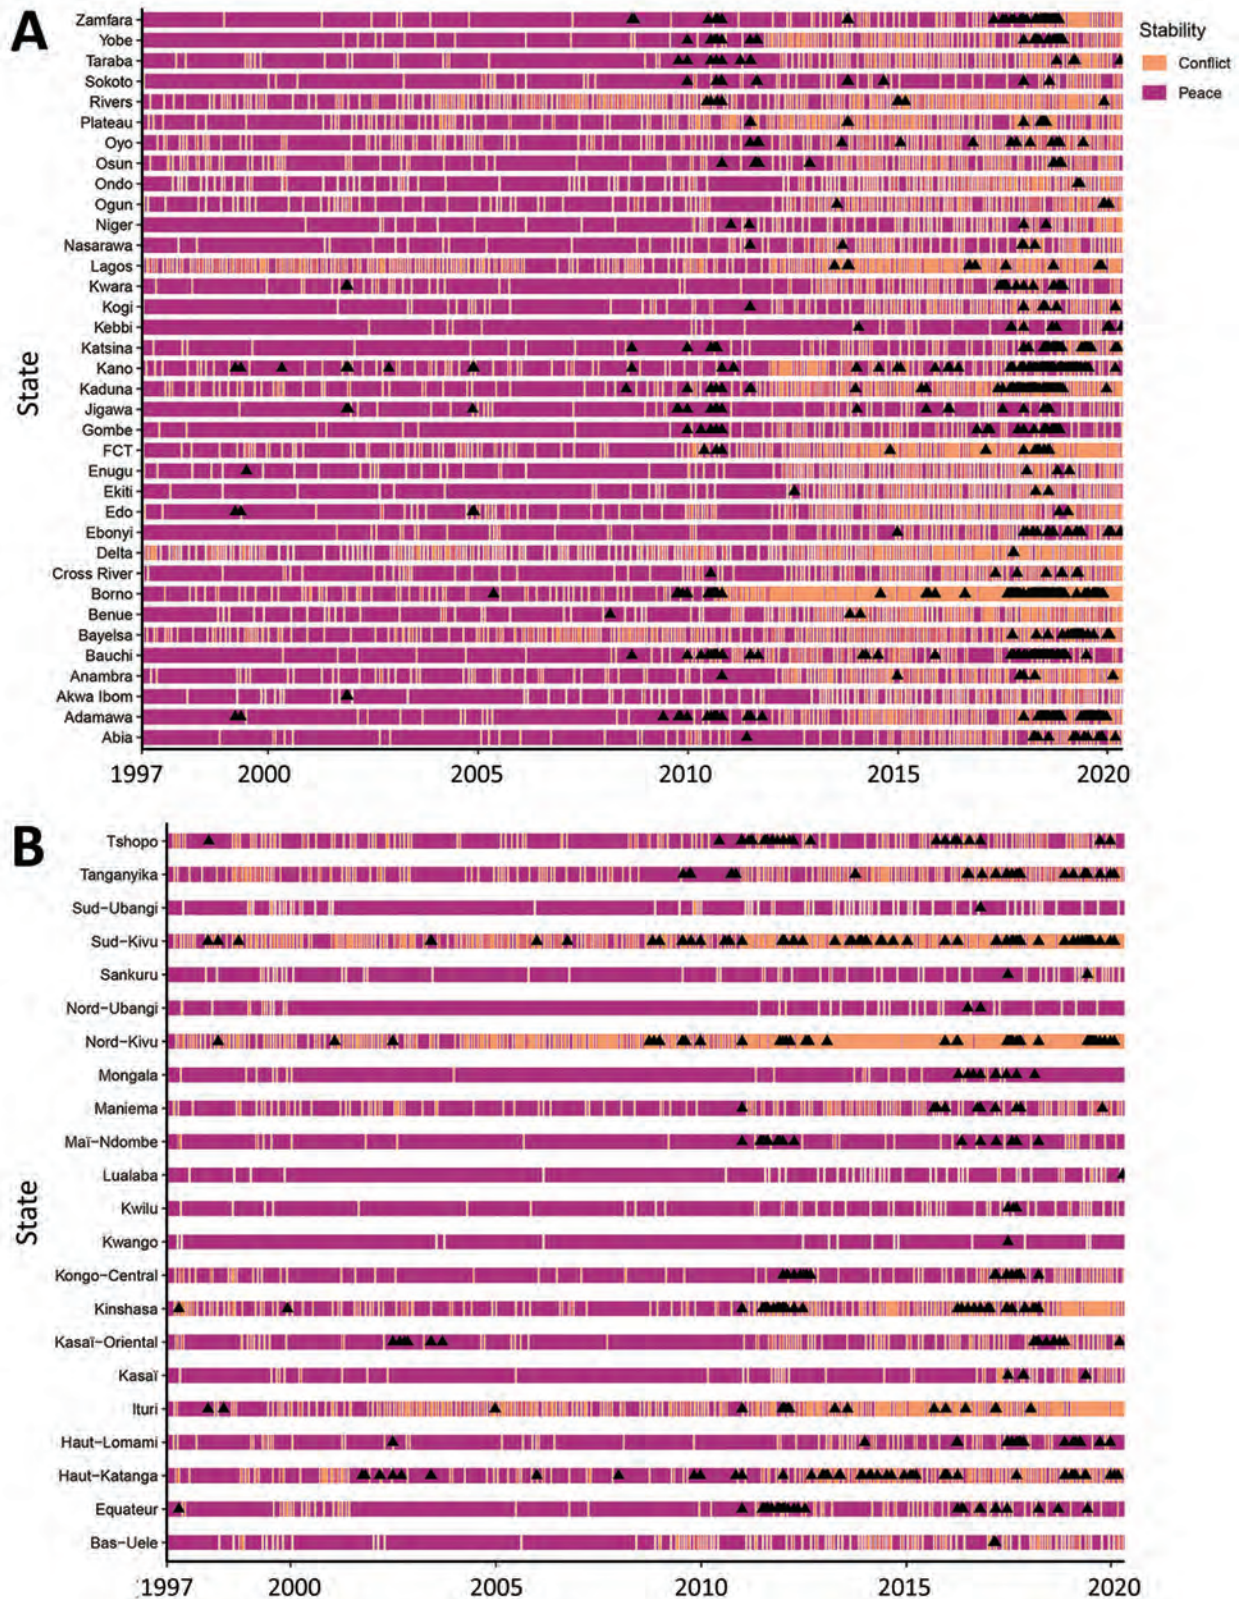 A
Stability
Conflict
Peace
Zamfara
Yobe
Taraba
Sokoto
Rivers
Plateau
Oyo
Osun
Ondo
Ogun
Niger
Nasarawa
Lagos
Kwara
Kogi
Kebbi
Katsina
Kano
Kaduna
Jigawa
Gombe
FCT
Enugu
Ekiti
Edo
Ebonyi
Delta
Cross River
Borno
Benue
Bayelsa
Bauchi
Anambra
Akwa Ibom
Adamawa
Abia
State
1997 2000 2005 2010 2015 2020
B
Tshopo
Tanganyika
Sud-Ubangi
Sud-Kivu
Sankuru
Nord-Ubangi
Nord-Kivu
Mongala
Maniema
Maï-Ndombe
Lualaba
Kwilu
Kwango
Kongo-Central
Kinshasa
Kasaï-Oriental
Kasaï
Ituri
Haut-Lomami
Haut-Katanga
Equateur
Bas-Uele
State
1997 2000 2005 2010 2015 2020